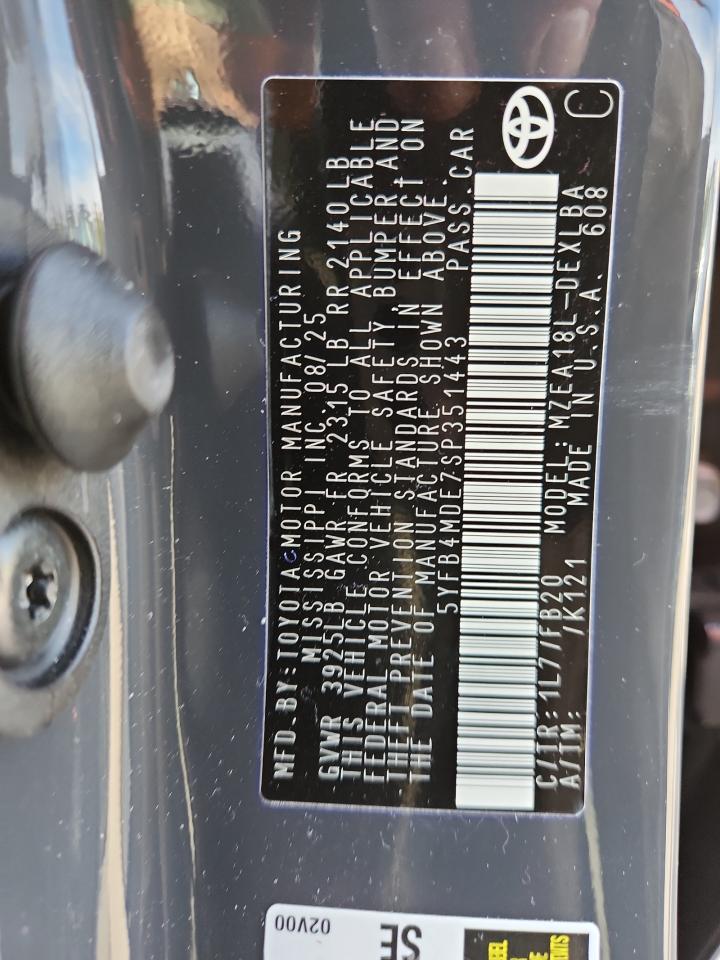 MFD.BY:TOYOTA MOTOR MANUFACTURING
MISSISSIPPI INC. 08/25
GVWR 3925LB GAWR FR 2315 LB RR 2140LB
THIS VEHICLE CONFORMS TO ALL APPLICABLE
FEDERAL MOTOR VEHICLE SAFETY BUMPER AND
THEFT PREVENTION STANDARDS IN EFFECT ON
THE DATE OF MANUFACTURE SHOWN ABOVE.
5YFB4MDE7SP351443 PASS.CAR
C/TR:1L7/FB20 MODEL:MZEA18L-DEXLBA
A/TM: /K121 MADE IN U.S.A. 608
C
02V00
SE